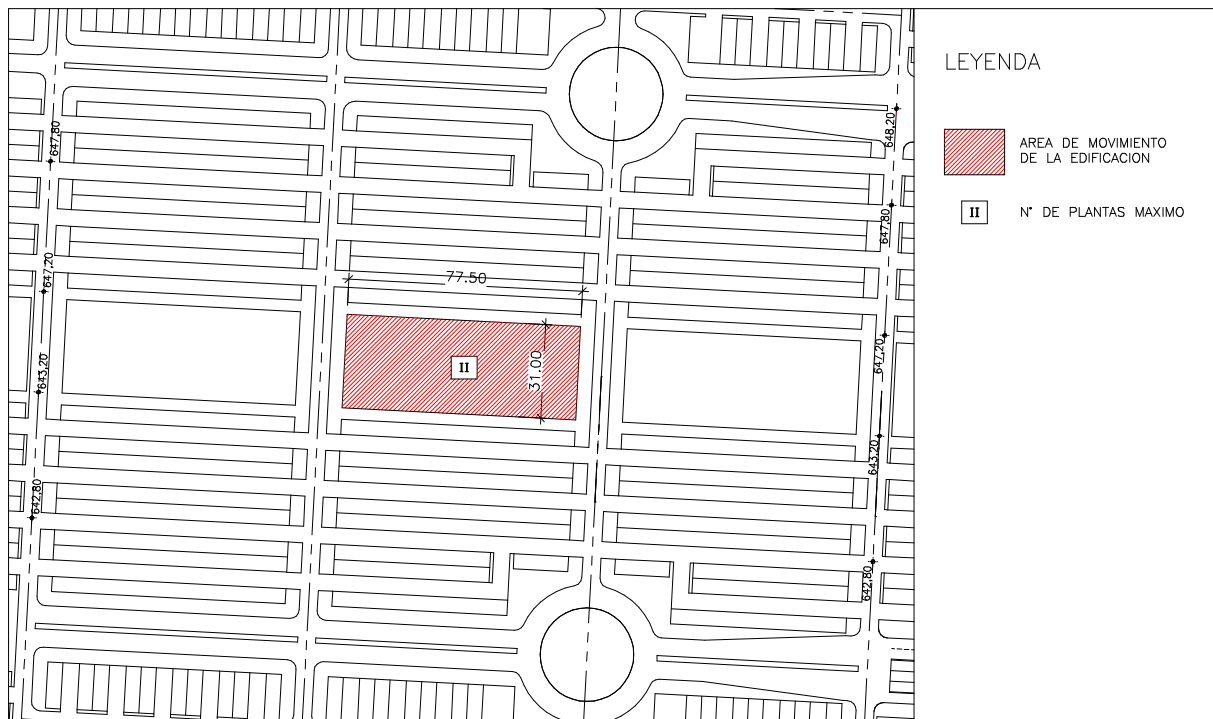 LEYENDA
AREA DE MOVIMIENTO
DE LA EDIFICACION
II
N° DE PLANTAS MAXIMO
647,80
647,20
643,20
642,80
77.50
31.00
II
648,20
647,80
647,20
643,20
642,80